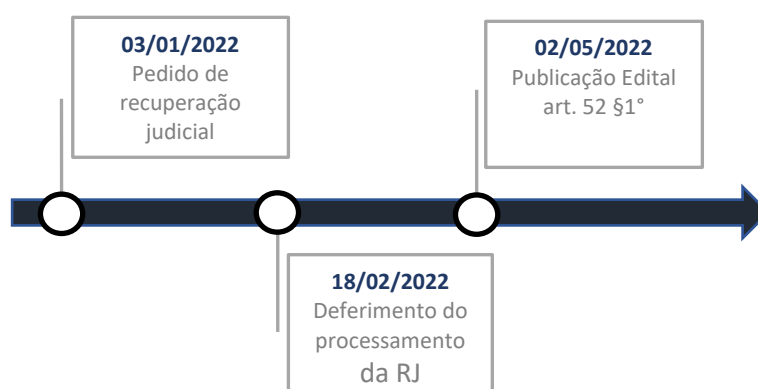 03/01/2022
Pedido de
recuperação
judicial
18/02/2022
Deferimento do
processamento
da RJ
02/05/2022
Publicação Edital
art. 52 §1°